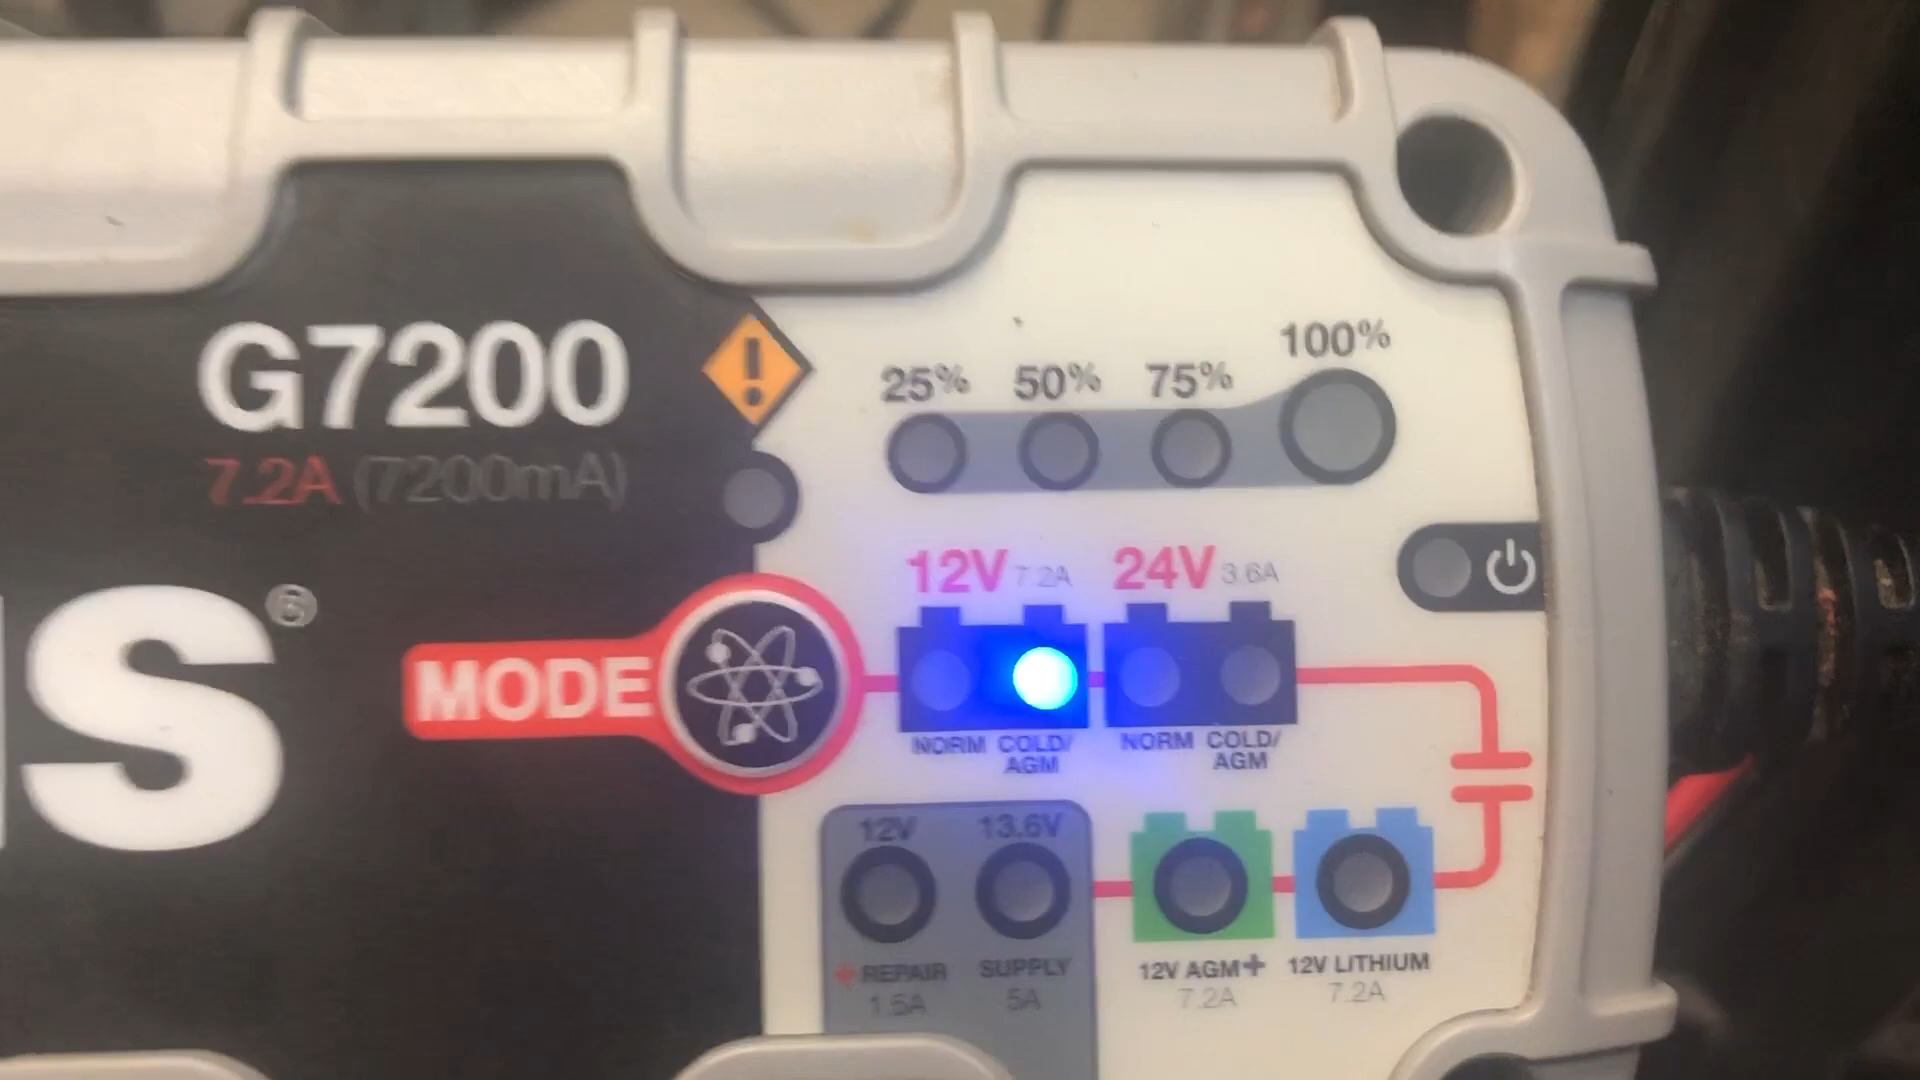 G7200
7.2A (7200mA)
!
25% 50% 75% 100%
12V 7.2A 24V 3.6A
S®
MODE
NORM COLD/AGM NORM COLD/AGM
12V 13.6V
REPAIR SUPPLY 12V AGM+ 12V LITHIUM
1.5A 5A 7.2A 7.2A